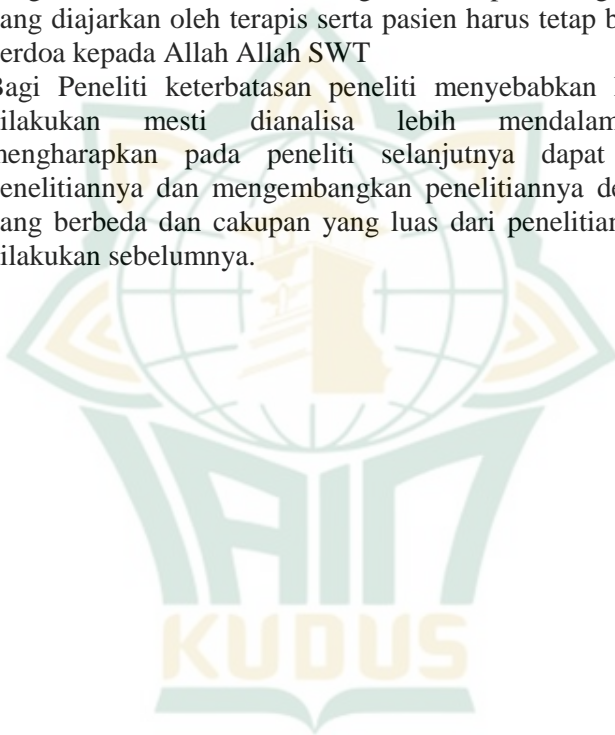 yang diajarkan oleh terapis serta pasien harus tetap
berdoa kepada Allah Allah SWT
Bagi Peneliti keterbatasan peneliti menyebabkan
dilakukan mesti dianalisa lebih mendalam
mengharapkan pada peneliti selanjutnya dapat
penelitiannya dan mengembangkan penelitiannya
yang berbeda dan cakupan yang luas dari penelitian
dilakukan sebelumnya.
IAIN
KUDUS